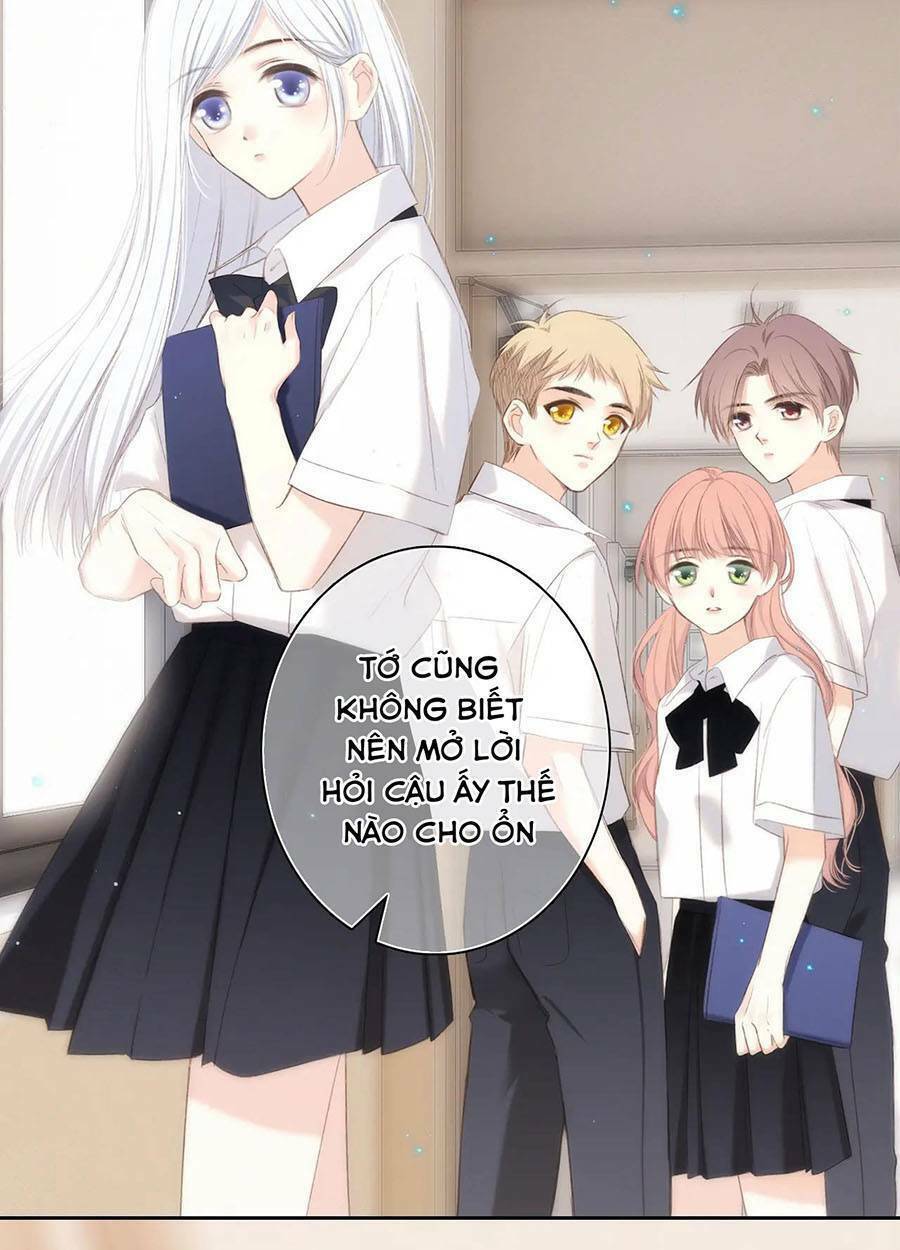 TỚ CŨNG
KHÔNG BIẾT
NÊN MỞ LỜI
HỎI CẬU ẤY THẾ
NÀO CHO ỔN